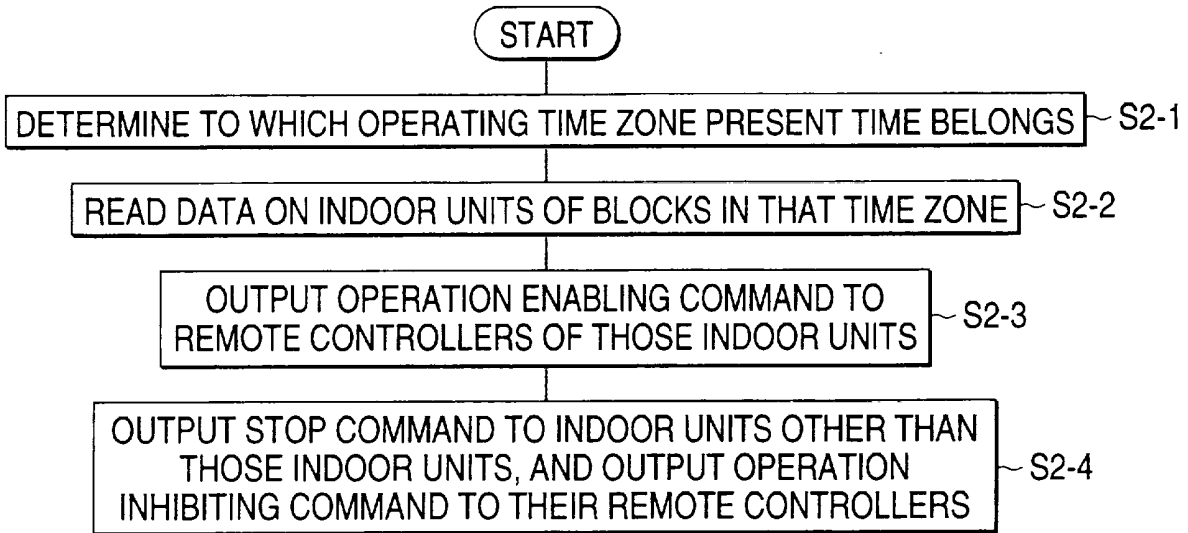 START
DETERMINE TO WHICH OPERATING TIME ZONE PRESENT TIME BELONGS
S2-1
READ DATA ON INDOOR UNITS OF BLOCKS IN THAT TIME ZONE
S2-2
OUTPUT OPERATION ENABLING COMMAND TO
REMOTE CONTROLLERS OF THOSE INDOOR UNITS
S2-3
OUTPUT STOP COMMAND TO INDOOR UNITS OTHER THAN
THOSE INDOOR UNITS, AND OUTPUT OPERATION
INHIBITING COMMAND TO THEIR REMOTE CONTROLLERS
S2-4